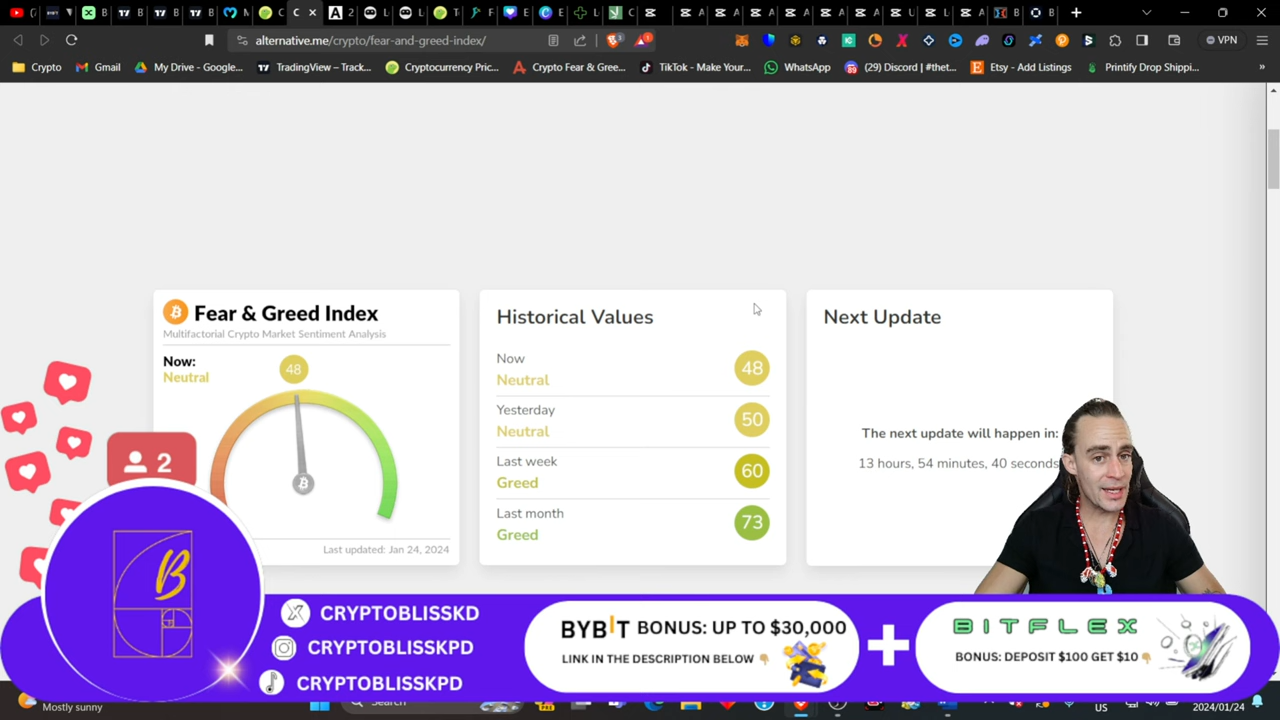 alternative.me/crypto/fear-and-greed-index/
VPN
Crypto
Gmail
My Drive - Google...
TradingView – Track...
Cryptocurrency Pric...
Crypto Fear & Gree...
TikTok - Make Your...
WhatsApp
(29) Discord | #thet...
Etsy - Add Listings
Printify Drop Shippi...
»
Fear & Greed Index
Multifactorial Crypto Market Sentiment Analysis
Now:
Neutral
48
Last updated: Jan 24, 2024
Historical Values
Now
Neutral
48
Yesterday
Neutral
50
Last week
Greed
60
Last month
Greed
73
Next Update
The next update will happen in:
13 hours, 54 minutes, 40 seconds
2
B
CRYPTOBLISSKD
CRYPTOBLISSKPD
CRYPTOBLISSKPD
BYBIT BONUS: UP TO $30,000
LINK IN THE DESCRIPTION BELOW
+
BITFLEX
BONUS: DEPOSIT $100 GET $10
Mostly sunny
Search
US
2024/01/24